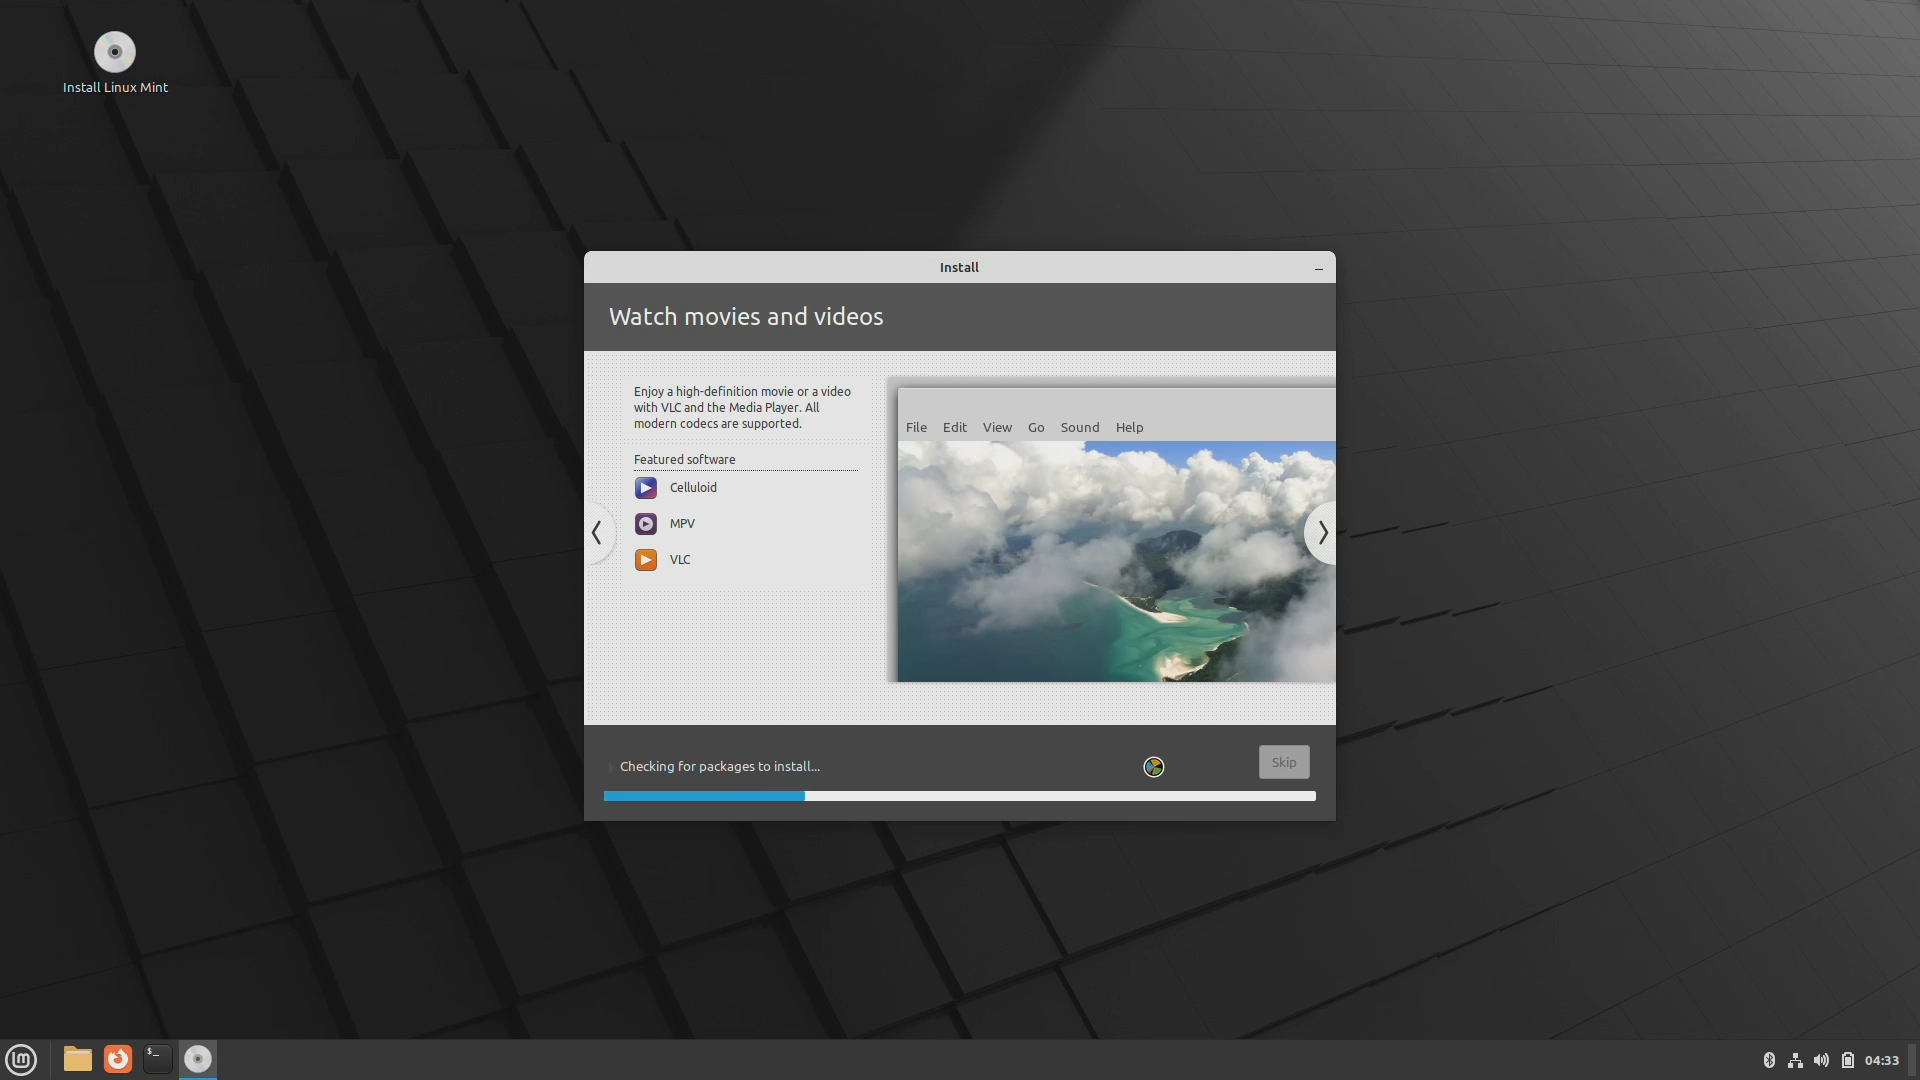 Install Linux Mint
Install
Watch movies and videos
Enjoy a high-definition movie or a video
with VLC and the Media Player. All
modern codecs are supported.
Featured software
Celluloid
MPV
VLC
File Edit View Go Sound Help
Checking for packages to install...
Skip
$_
lm
04:33